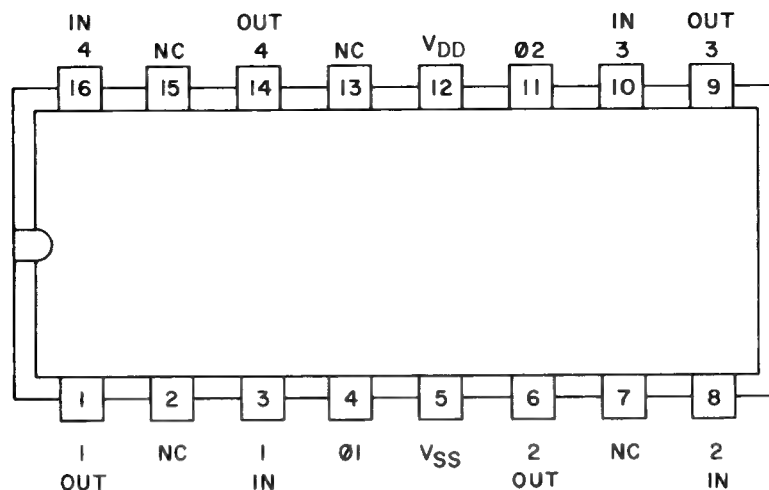 IN OUT IN OUT
4 NC 4 NC VDD Ø2 3 3
16 15 14 13 12 11 10 9
1 2 3 4 5 6 7 8
1 NC 1 Ø1 VSS 2 NC 2
OUT IN OUT IN